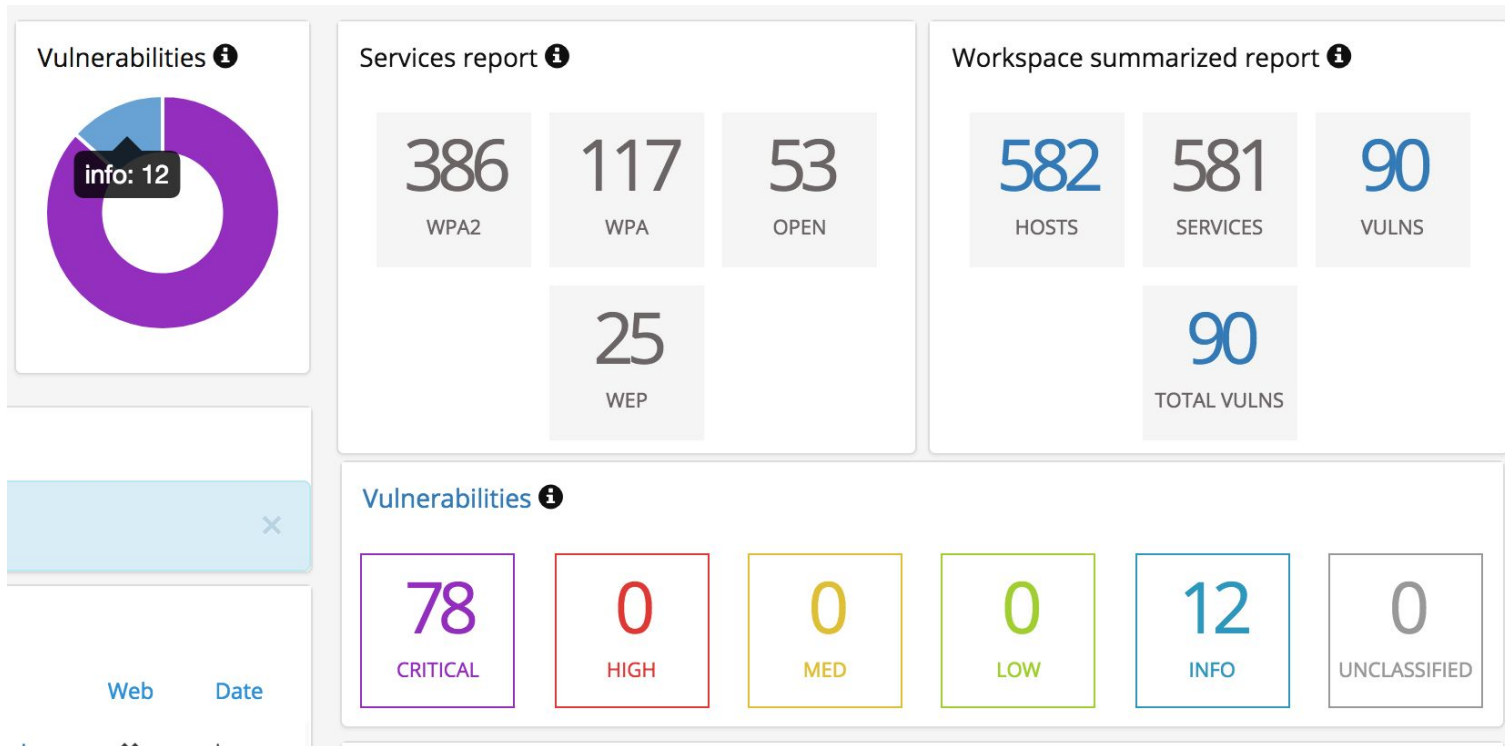 Vulnerabilities
info: 12
Services report
386
WPA2
117
WPA
53
OPEN
25
WEP
Workspace summarized report
582
HOSTS
581
SERVICES
90
VULNS
90
TOTAL VULNS
Vulnerabilities
78
CRITICAL
0
HIGH
0
MED
0
LOW
12
INFO
0
UNCLASSIFIED
Web Date